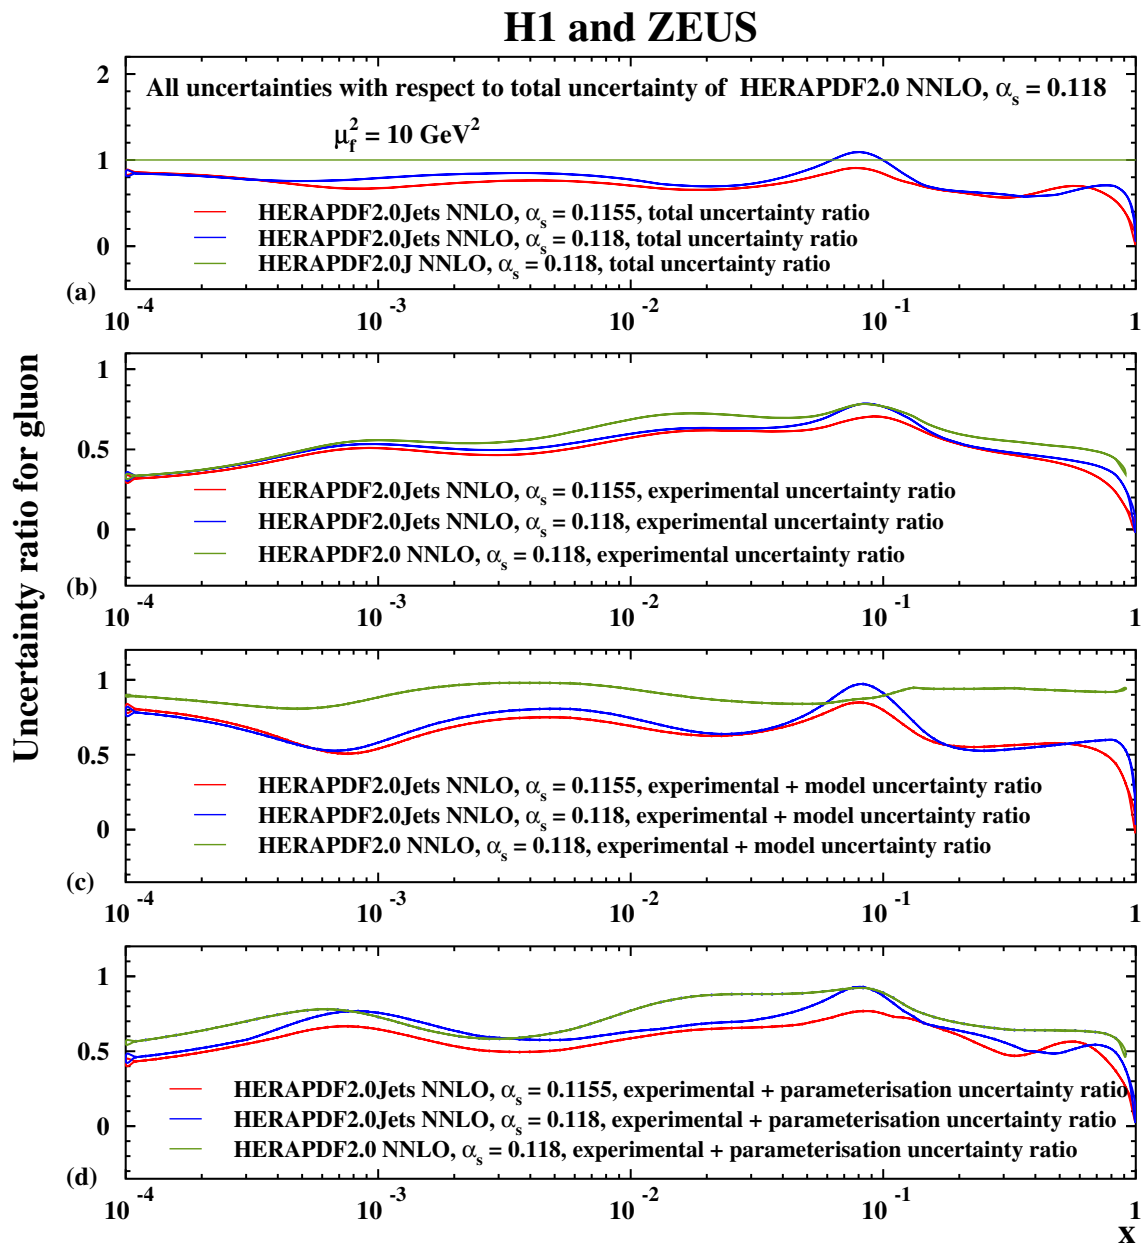 H1 and ZEUS
Uncertainty ratio for gluon
All uncertainties with respect to total uncertainty of HERAPDF2.0 NNLO, αs = 0.118
μf² = 10 GeV²
2
1
0
HERAPDF2.0Jets NNLO, αs = 0.1155, total uncertainty ratio
HERAPDF2.0Jets NNLO, αs = 0.118, total uncertainty ratio
HERAPDF2.0J NNLO, αs = 0.118, total uncertainty ratio
(a)
10⁻⁴ 10⁻³ 10⁻² 10⁻¹ 1
1
0.5
0
HERAPDF2.0Jets NNLO, αs = 0.1155, experimental uncertainty ratio
HERAPDF2.0Jets NNLO, αs = 0.118, experimental uncertainty ratio
HERAPDF2.0 NNLO, αs = 0.118, experimental uncertainty ratio
(b)
10⁻⁴ 10⁻³ 10⁻² 10⁻¹ 1
1
0.5
0
HERAPDF2.0Jets NNLO, αs = 0.1155, experimental + model uncertainty ratio
HERAPDF2.0Jets NNLO, αs = 0.118, experimental + model uncertainty ratio
HERAPDF2.0 NNLO, αs = 0.118, experimental + model uncertainty ratio
(c)
10⁻⁴ 10⁻³ 10⁻² 10⁻¹ 1
1
0.5
0
HERAPDF2.0Jets NNLO, αs = 0.1155, experimental + parameterisation uncertainty ratio
HERAPDF2.0Jets NNLO, αs = 0.118, experimental + parameterisation uncertainty ratio
HERAPDF2.0 NNLO, αs = 0.118, experimental + parameterisation uncertainty ratio
(d)
10⁻⁴ 10⁻³ 10⁻² 10⁻¹ 1
x